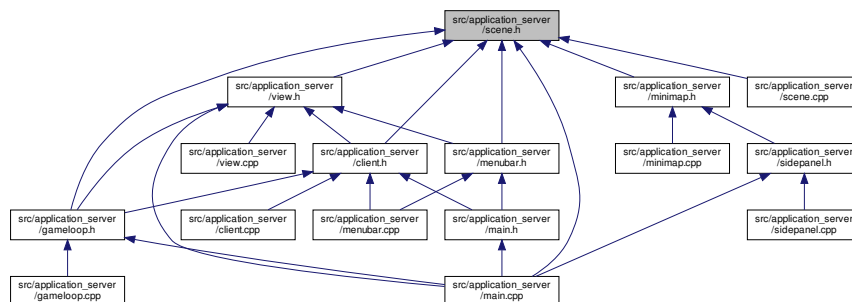 src/application_server
/scene.h
src/application_server
/view.h
src/application_server
/minimap.h
src/application_server
/scene.cpp
src/application_server
/view.cpp
src/application_server
/client.h
src/application_server
/menubar.h
src/application_server
/minimap.cpp
src/application_server
/sidepanel.h
src/application_server
/gameloop.h
src/application_server
/client.cpp
src/application_server
/menubar.cpp
src/application_server
/main.h
src/application_server
/sidepanel.cpp
src/application_server
/gameloop.cpp
src/application_server
/main.cpp